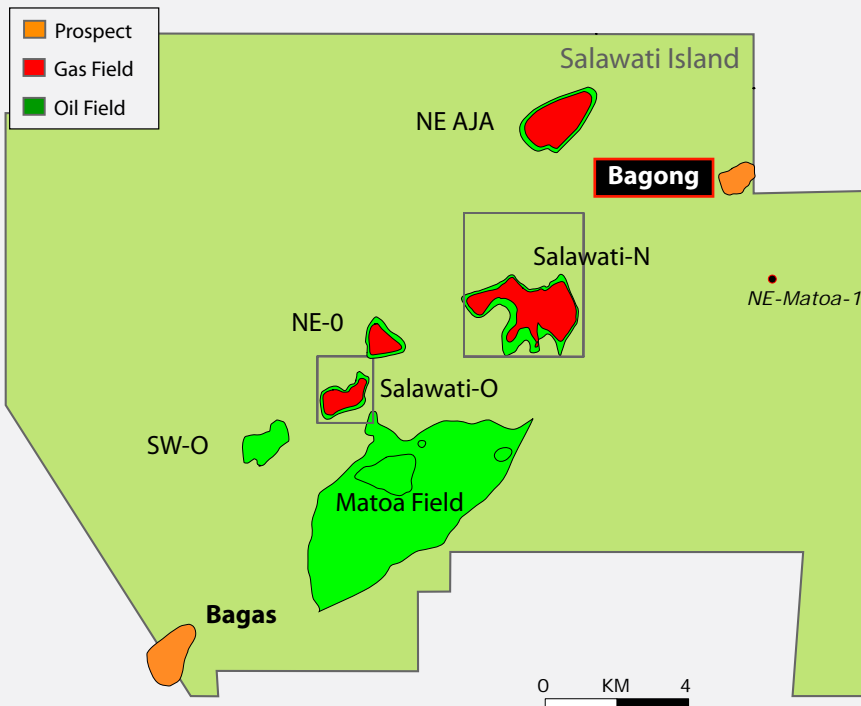 Prospect
Gas Field
Oil Field
Salawati Island
NE AJA
Bagong
Salawati-N
NE-Matoa-1
NE-0
Salawati-O
SW-O
Matoa Field
Bagas
0 KM 4